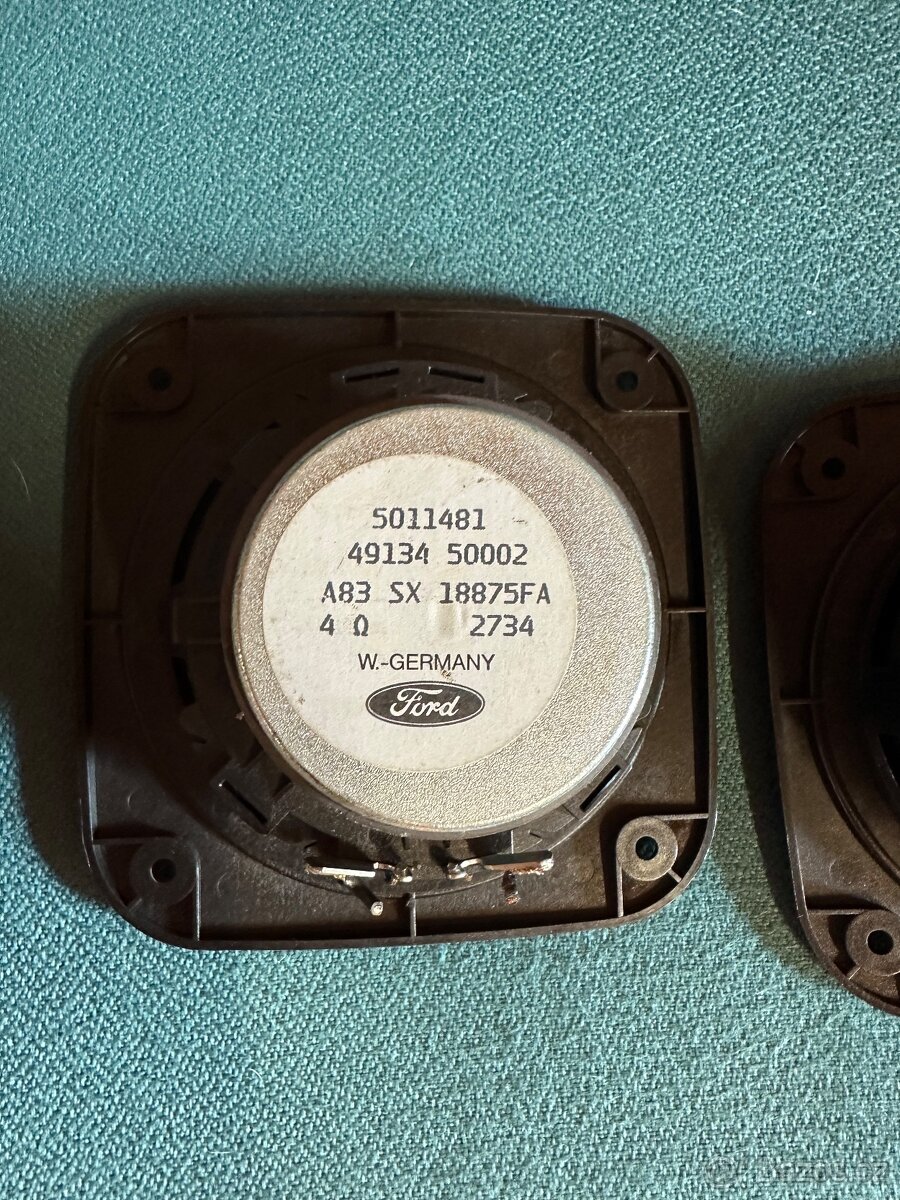 5011481
49134 50002
A83 SX 18875FA
4 Ω 2734
W.-GERMANY
Ford